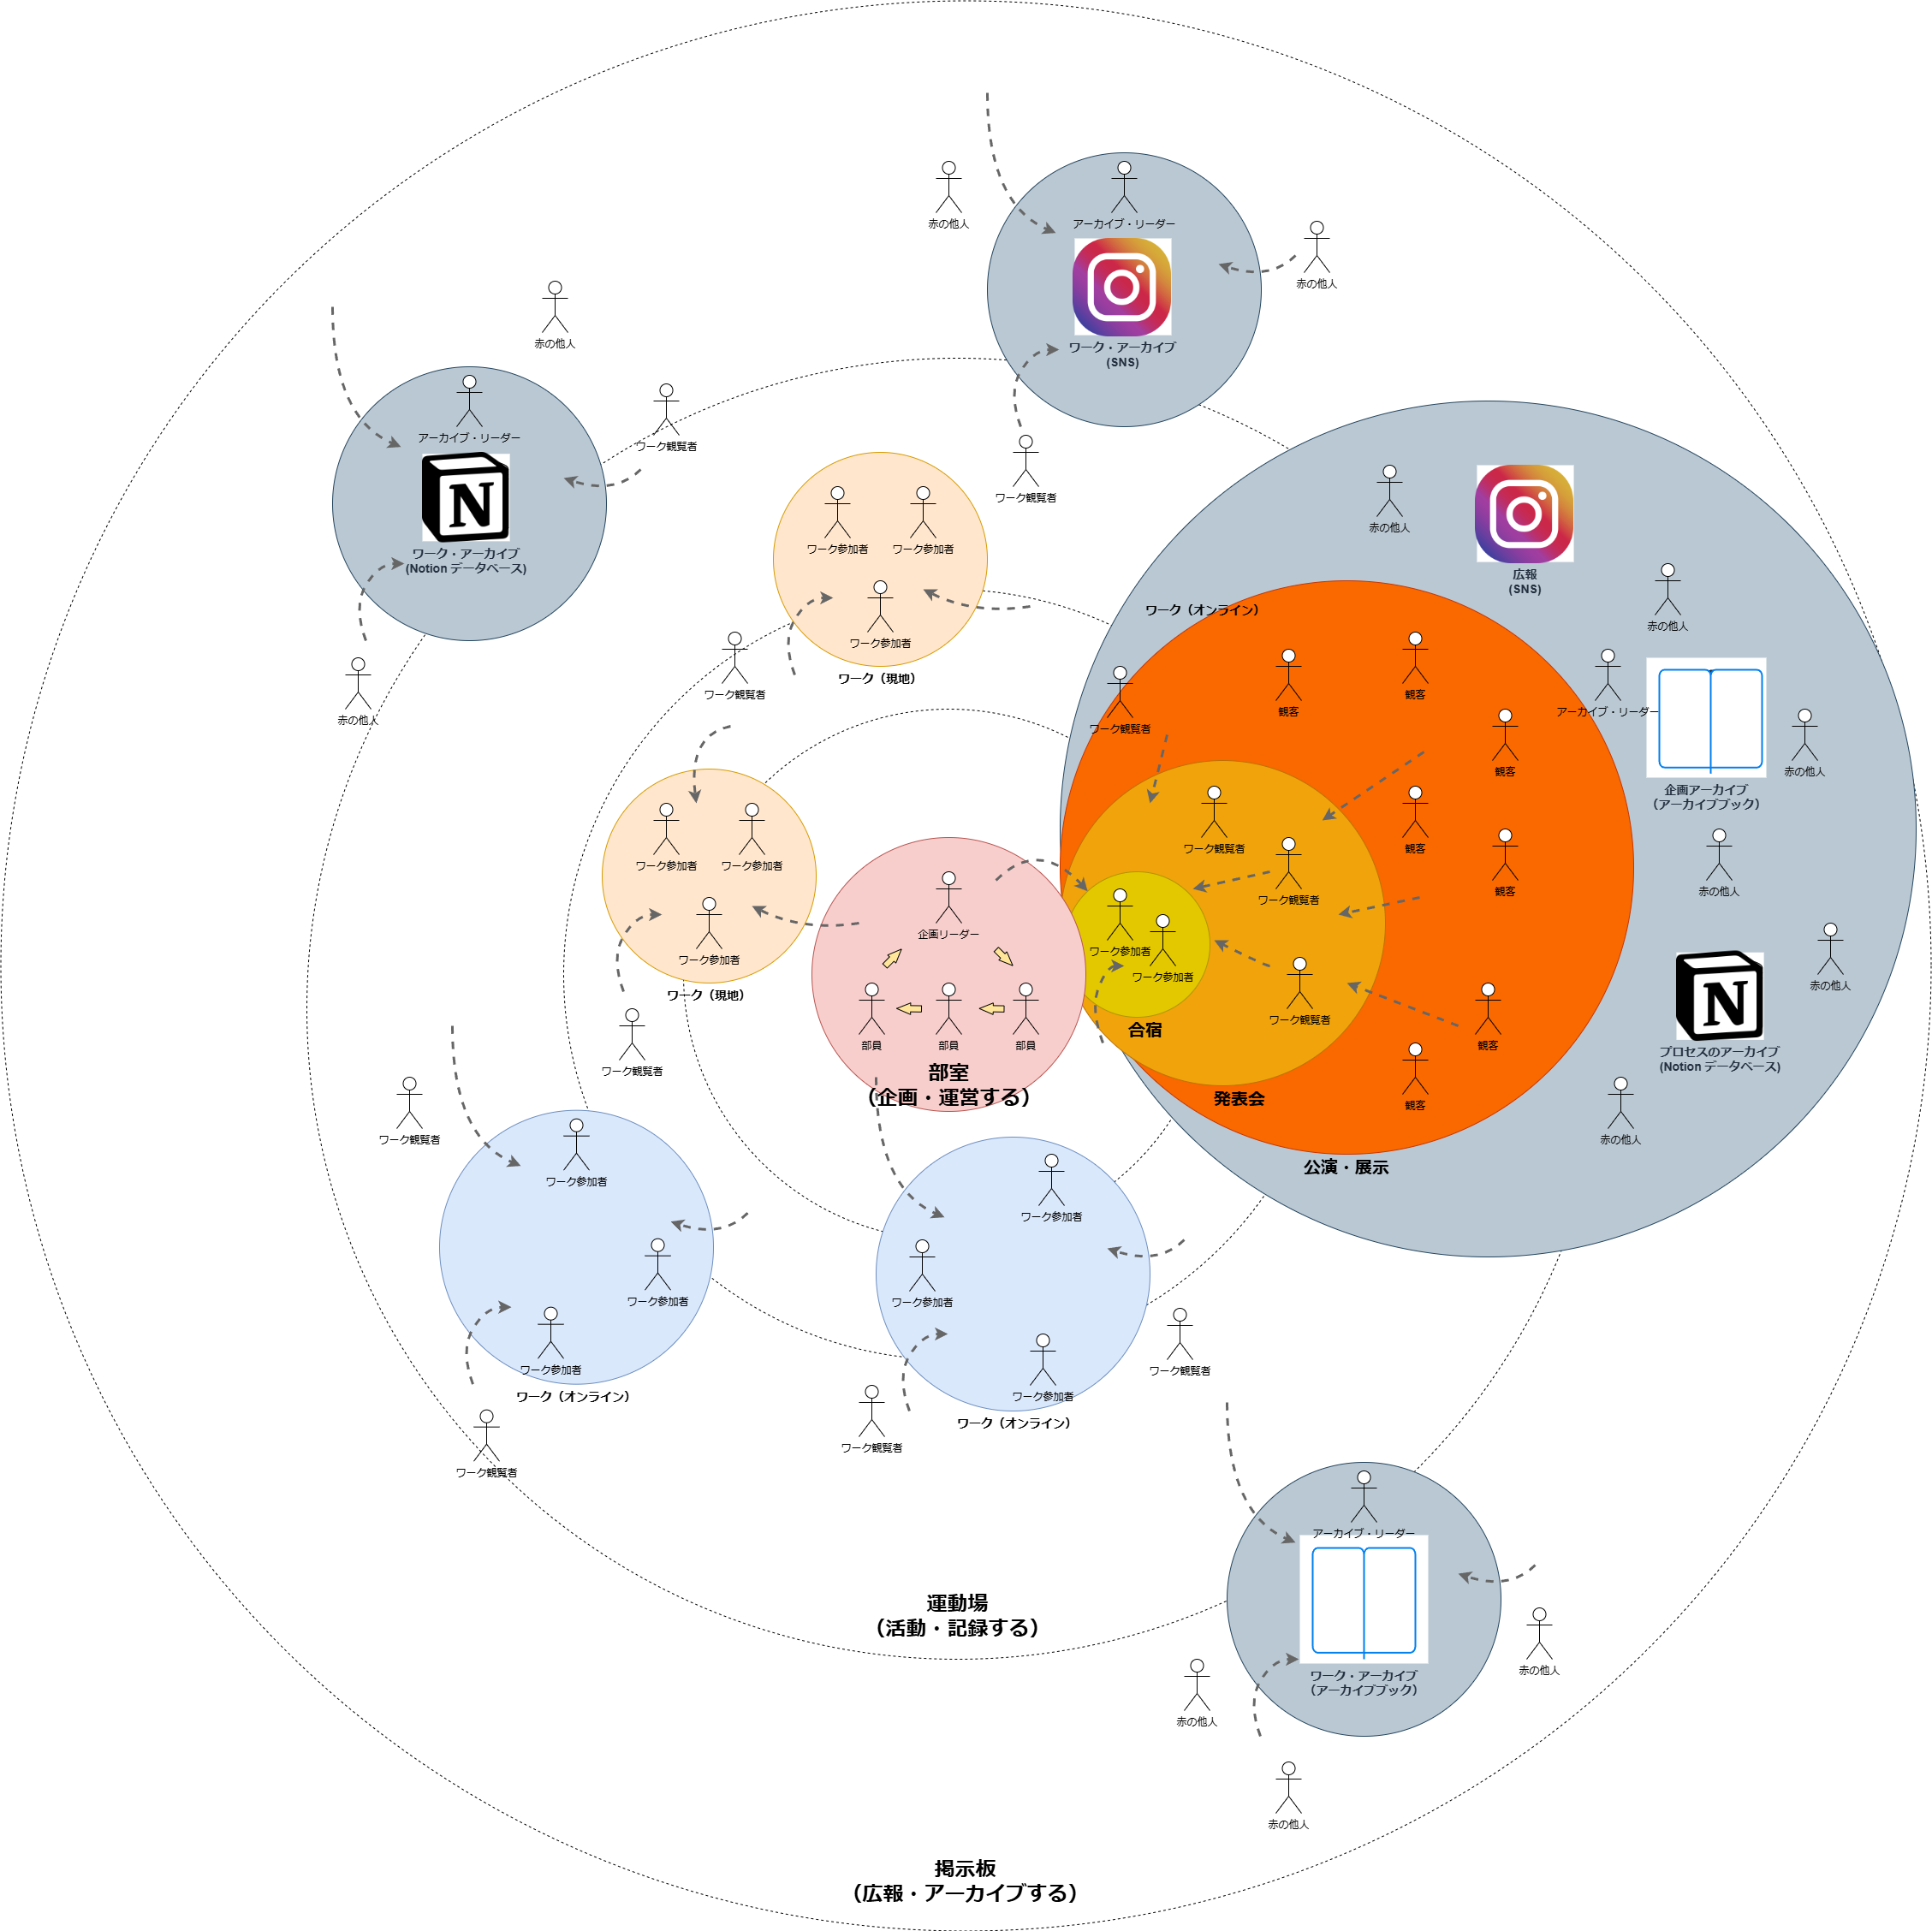 赤の他人
アーカイブ・リーダー
赤の他人
ワーク・アーカイブ
(SNS)
赤の他人
アーカイブ・リーダー
ワーク観覧者
N
ワーク・アーカイブ
(Notion データベース)
赤の他人
ワーク観覧者
赤の他人
広報
(SNS)
ワーク参加者
ワーク参加者
ワーク参加者
ワーク（現地）
ワーク（オンライン）
赤の他人
ワーク観覧者
ワーク観覧者
観客
観客
アーカイブ・リーダー
観客
赤の他人
企画アーカイブ
（アーカイブブック）
ワーク参加者
ワーク参加者
ワーク参加者
ワーク（現地）
ワーク観覧者
ワーク観覧者
観客
観客
赤の他人
企画リーダー
部員
部員
部員
部室
（企画・運営する）
ワーク参加者
ワーク参加者
合宿
ワーク観覧者
発表会
観客
観客
公演・展示
赤の他人
N
プロセスのアーカイブ
(Notion データベース)
赤の他人
ワーク観覧者
ワーク観覧者
ワーク参加者
ワーク参加者
ワーク参加者
ワーク（オンライン）
ワーク観覧者
ワーク参加者
ワーク参加者
ワーク参加者
ワーク（オンライン）
ワーク観覧者
ワーク観覧者
運動場
（活動・記録する）
アーカイブ・リーダー
ワーク・アーカイブ
（アーカイブブック）
赤の他人
赤の他人
赤の他人
掲示板
（広報・アーカイブする）